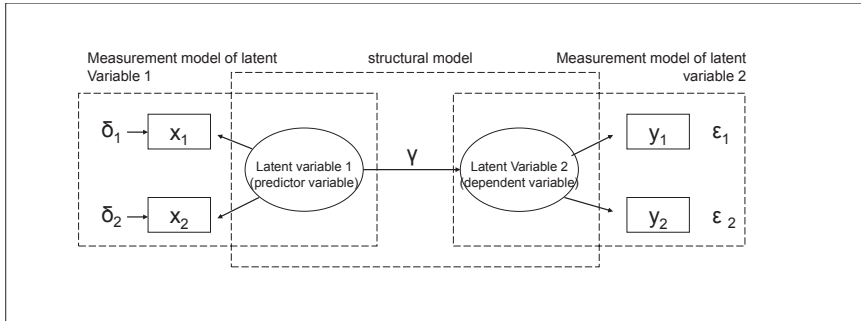 Measurement model of latent
Variable 1
structural model
Measurement model of latent
variable 2
δ1
x1
Latent variable 1
(predictor variable)
γ
Latent Variable 2
(dependent variable)
y1
ε1
δ2
x2
y2
ε 2